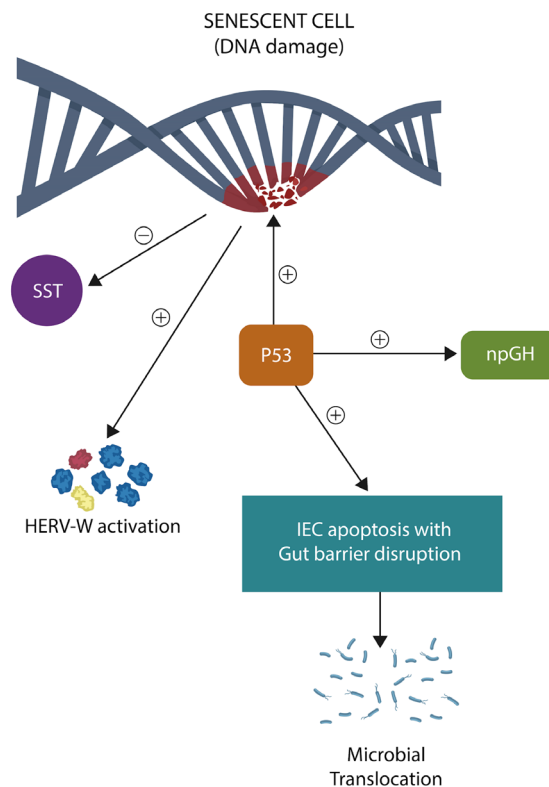 SENESCENT CELL
(DNA damage)
−
SST
+
+
P53
+
npGH
+
HERV-W activation
IEC apoptosis with
Gut barrier disruption
Microbial
Translocation